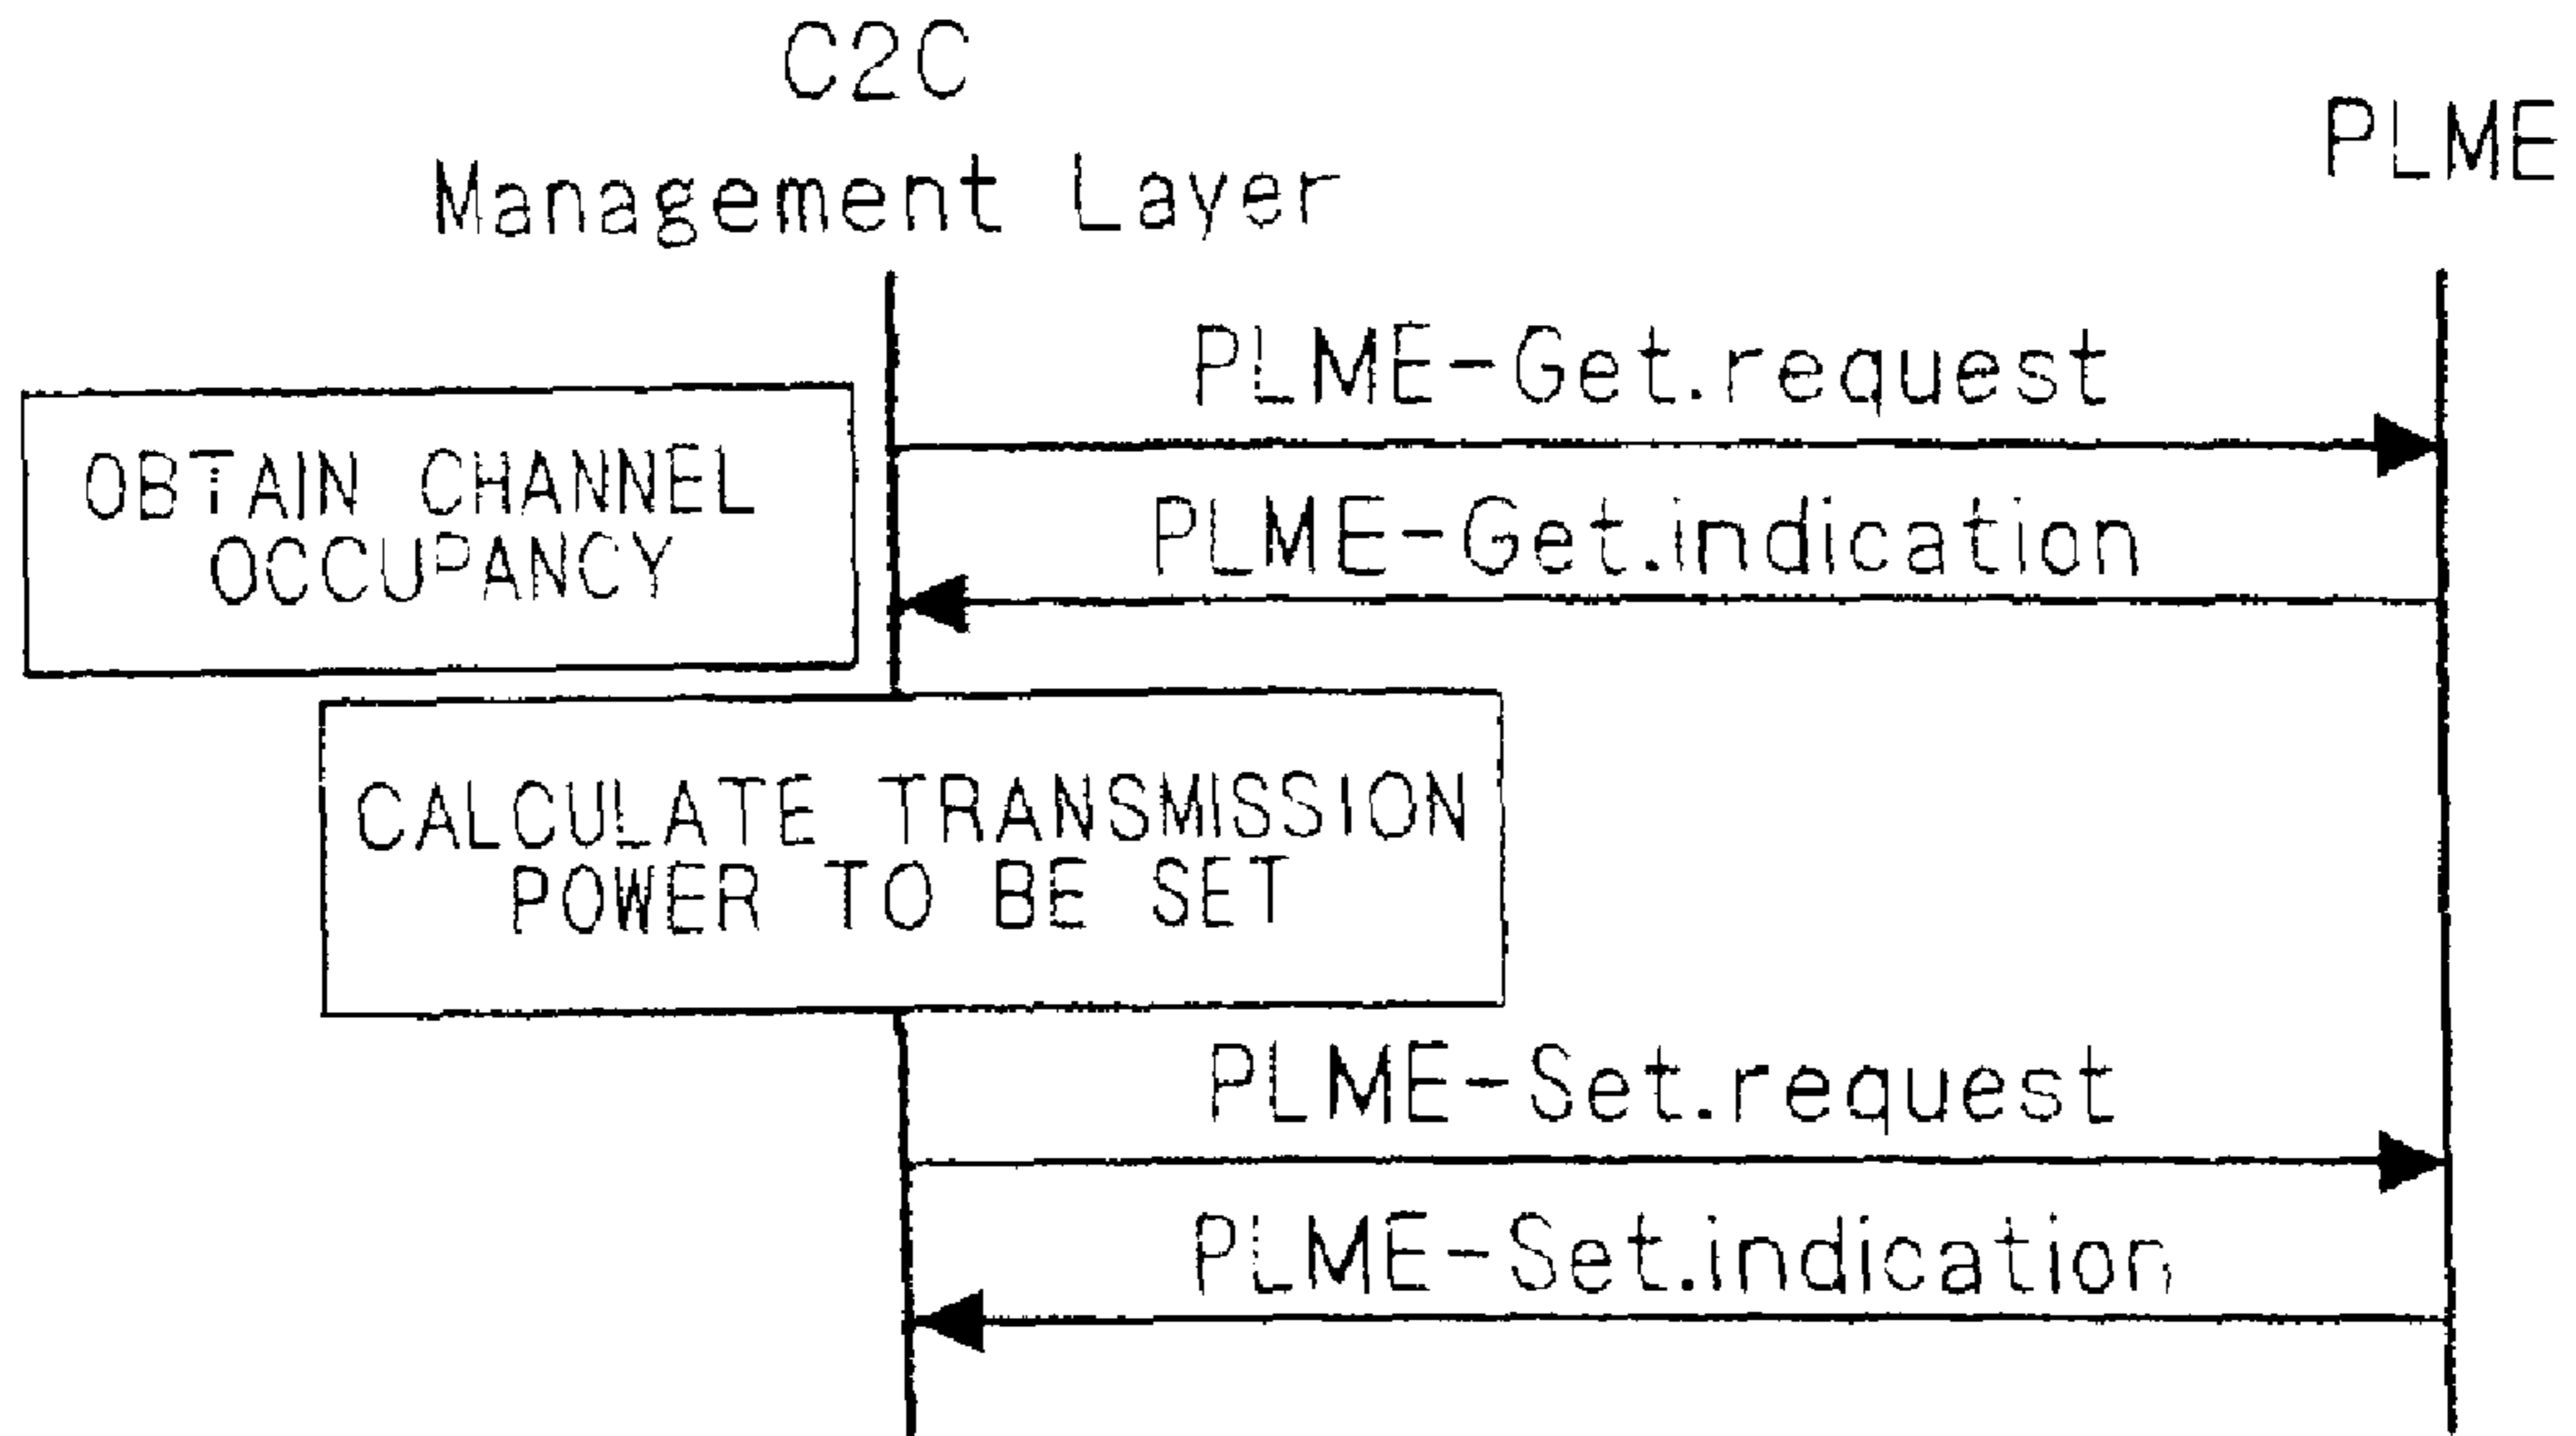 C2C
Management Layer
PLME
PLME-Get.request
OBTAIN CHANNEL
OCCUPANCY
PLME-Get.indication
CALCULATE TRANSMISSION
POWER TO BE SET
PLME-Set.request
PLME-Set.indication